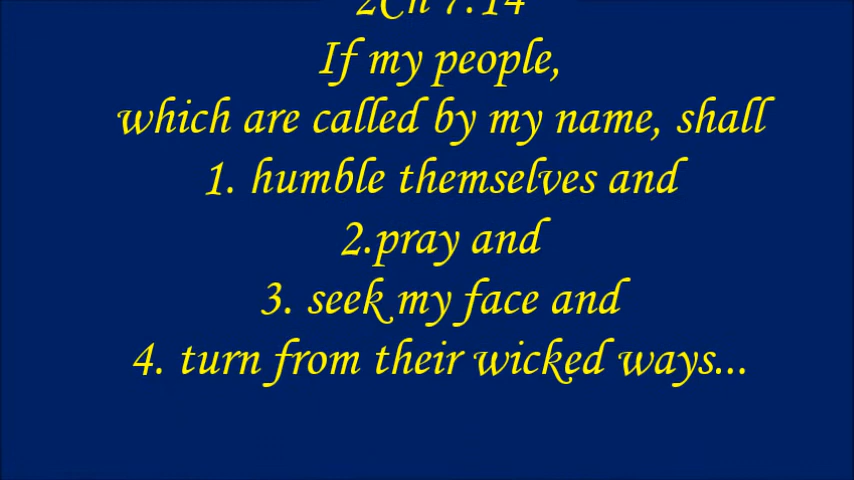 2Ch 7:14
If my people,
which are called by my name, shall
1. humble themselves and
2.pray and
3. seek my face and
4. turn from their wicked ways...